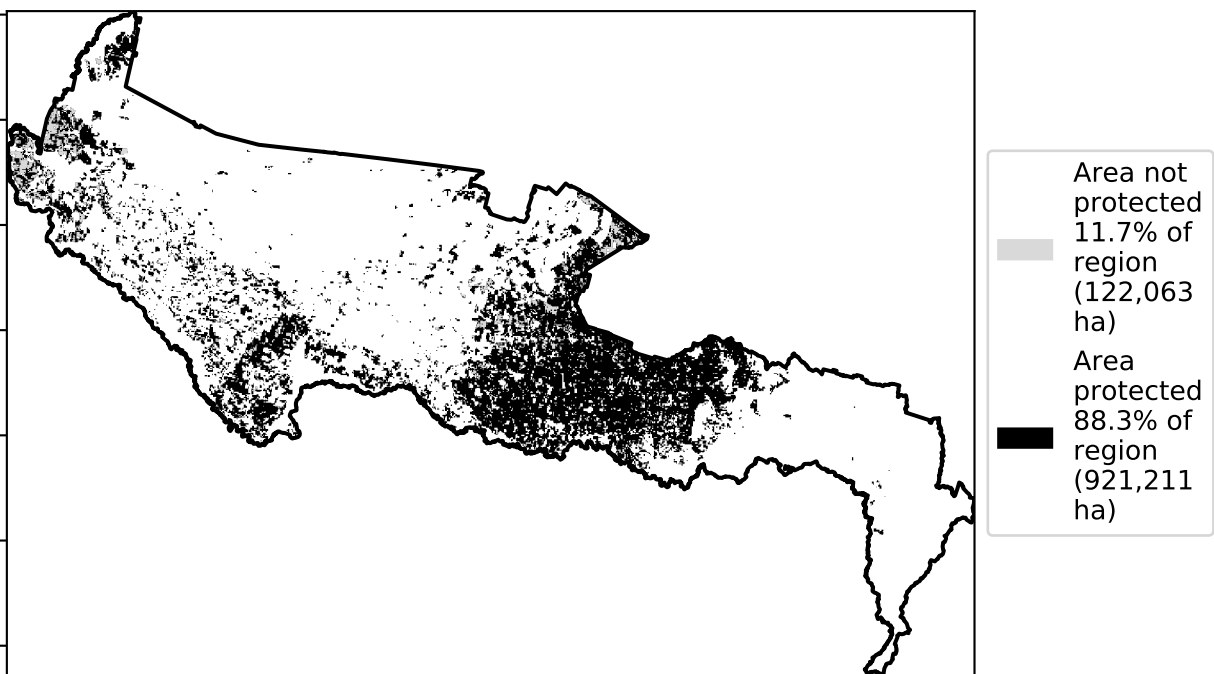 Area not
protected
11.7% of
region
(122,063
ha)
Area
protected
88.3% of
region
(921,211
ha)